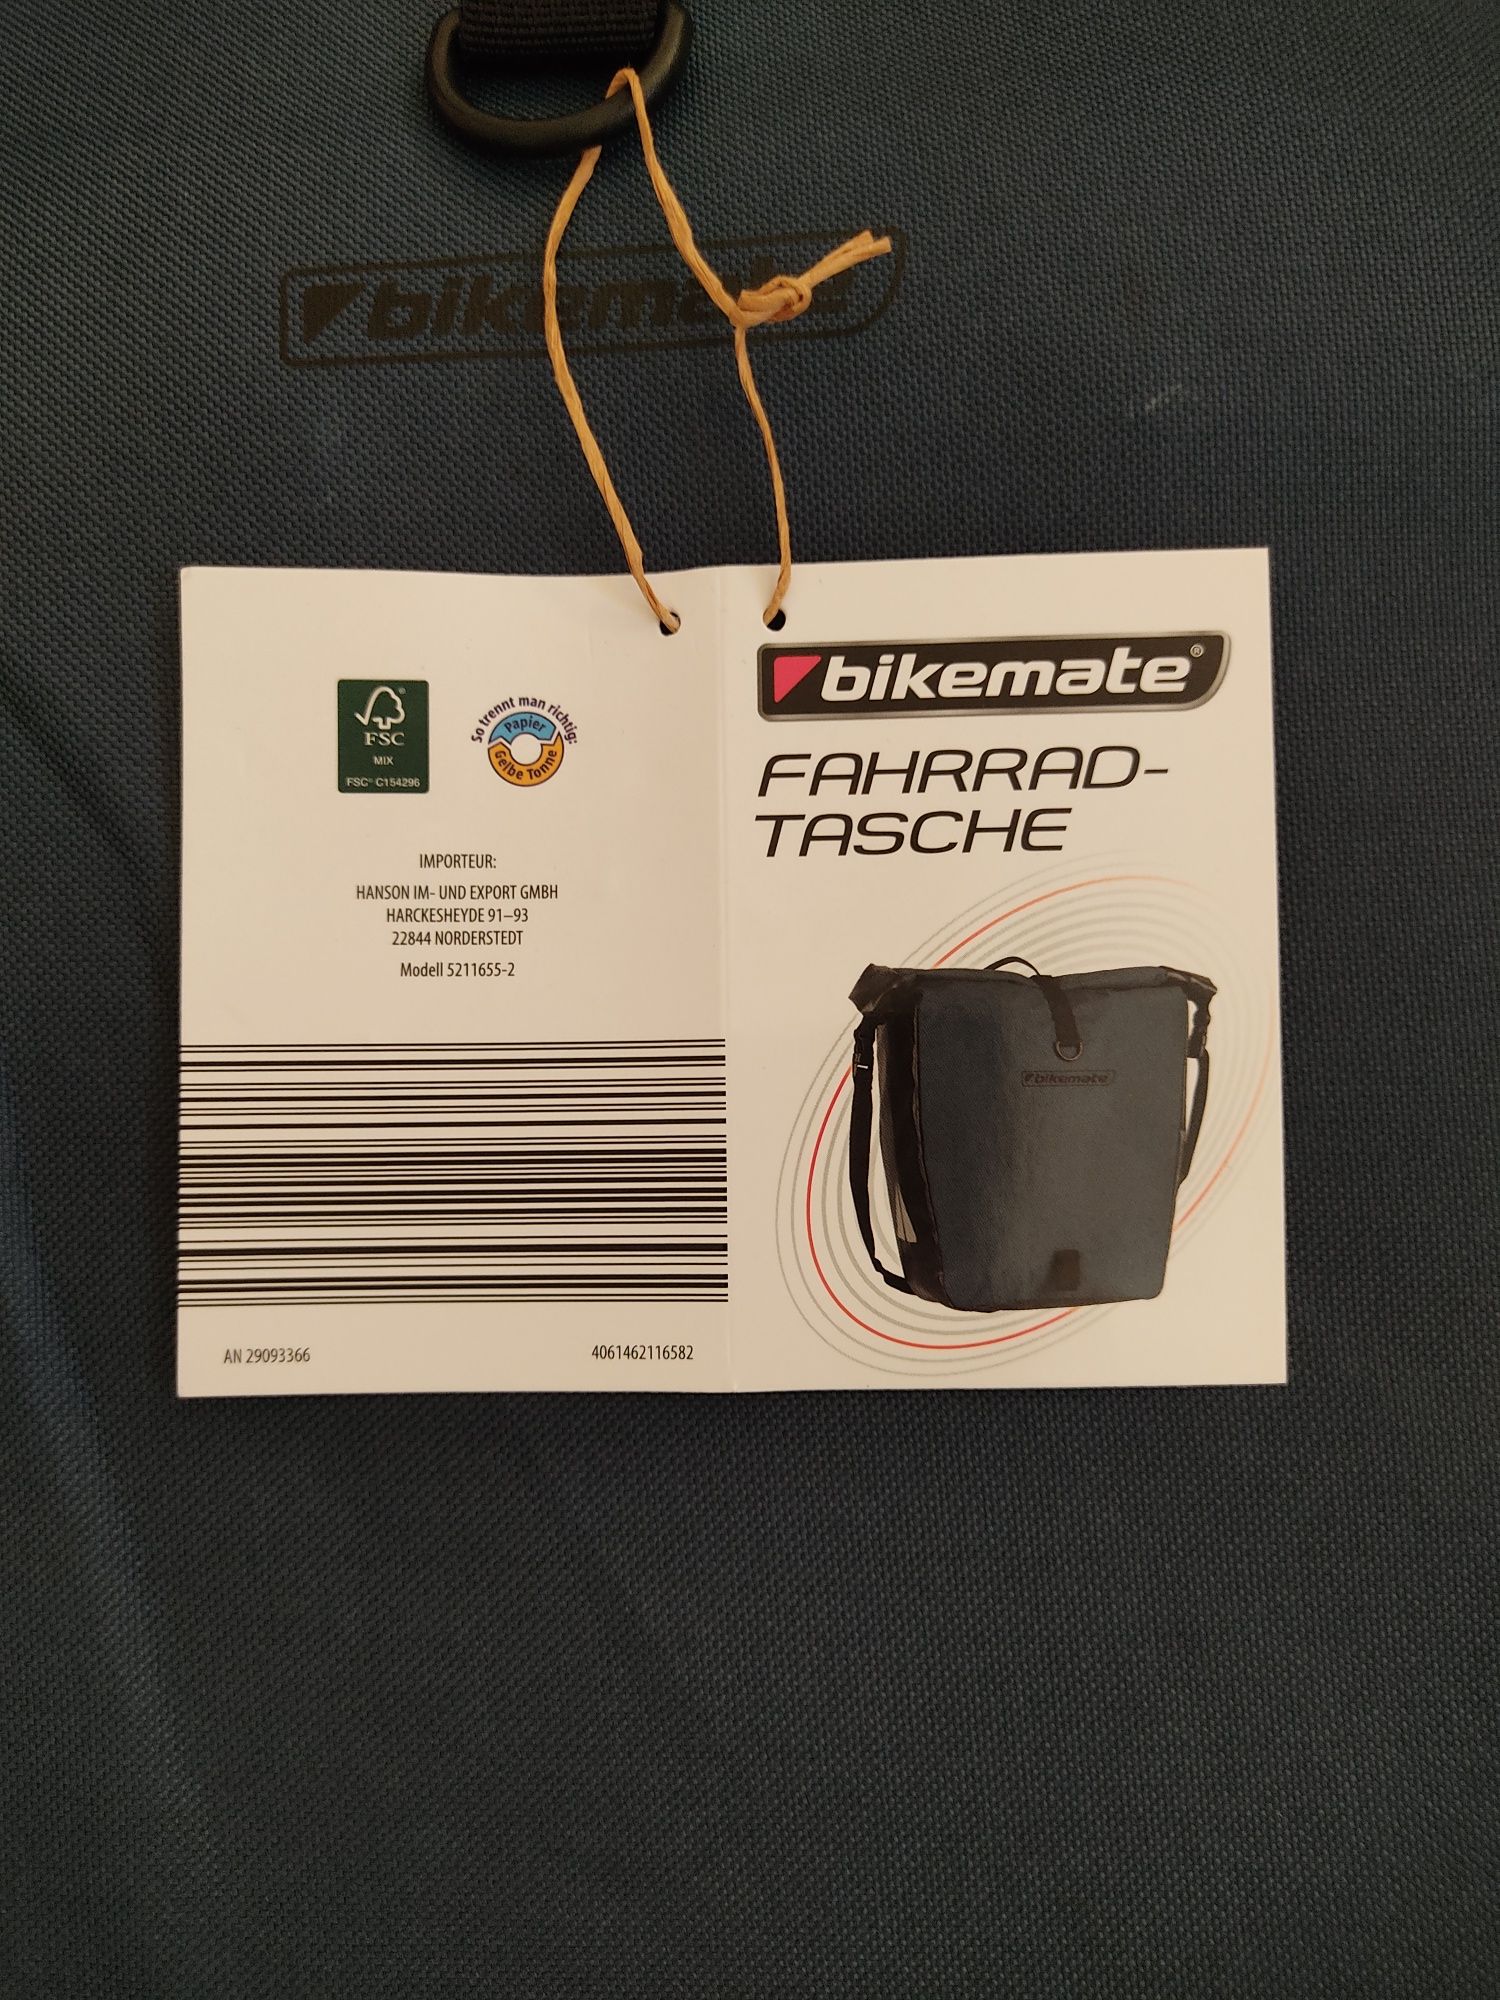 bikemate
FSC®
MIX
FSC® C154296
So trennt man richtig:
Papier
Gelbe Tonne
IMPORTEUR:
HANSON IM- UND EXPORT GMBH
HARCKESHEYDE 91–93
22844 NORDERSTEDT
Modell 5211655-2
AN 29093366
4061462116582
bikemate®
FAHRRAD-
TASCHE
bikemate